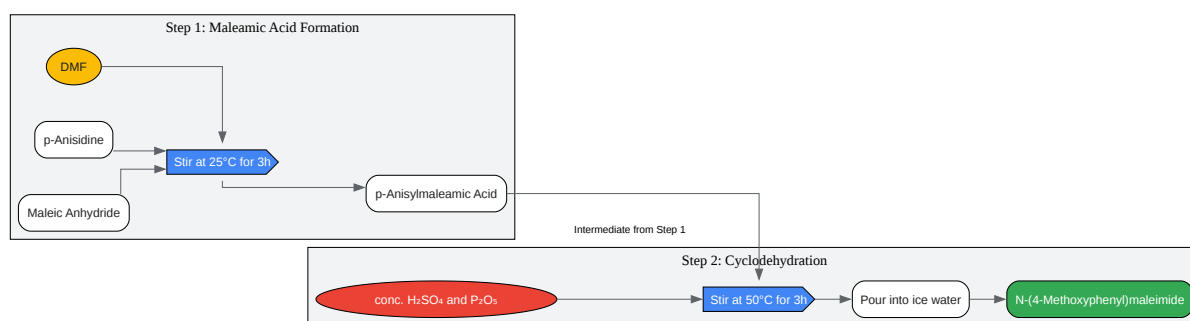 Step 1: Maleamic Acid Formation
DMF
p-Anisidine
Stir at 25°C for 3h
Maleic Anhydride
p-Anisylmaleamic Acid
Intermediate from Step 1
Step 2: Cyclodehydration
conc. H₂SO₄ and P₂O₅
Stir at 50°C for 3h
Pour into ice water
N-(4-Methoxyphenyl)maleimide